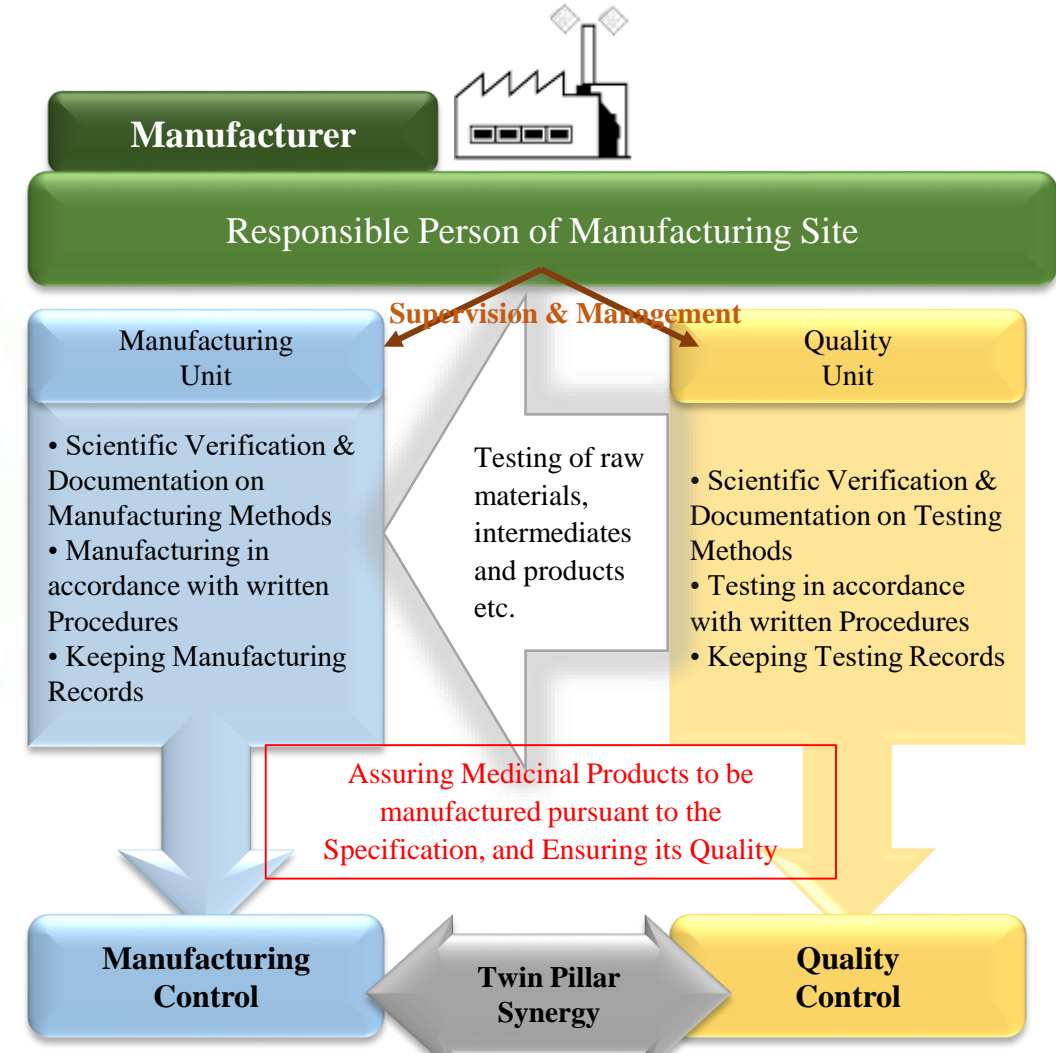 Manufacturer
Responsible Person of Manufacturing Site
Supervision & Management
Manufacturing
Unit
• Scientific Verification &
Documentation on
Manufacturing Methods
• Manufacturing in
accordance with written
Procedures
• Keeping Manufacturing
Records
Testing of raw
materials,
intermediates
and products
etc.
Quality
Unit
• Scientific Verification &
Documentation on Testing
Methods
• Testing in accordance
with written Procedures
• Keeping Testing Records
Assuring Medicinal Products to be
manufactured pursuant to the
Specification, and Ensuring its Quality
Manufacturing
Control
Twin Pillar
Synergy
Quality
Control